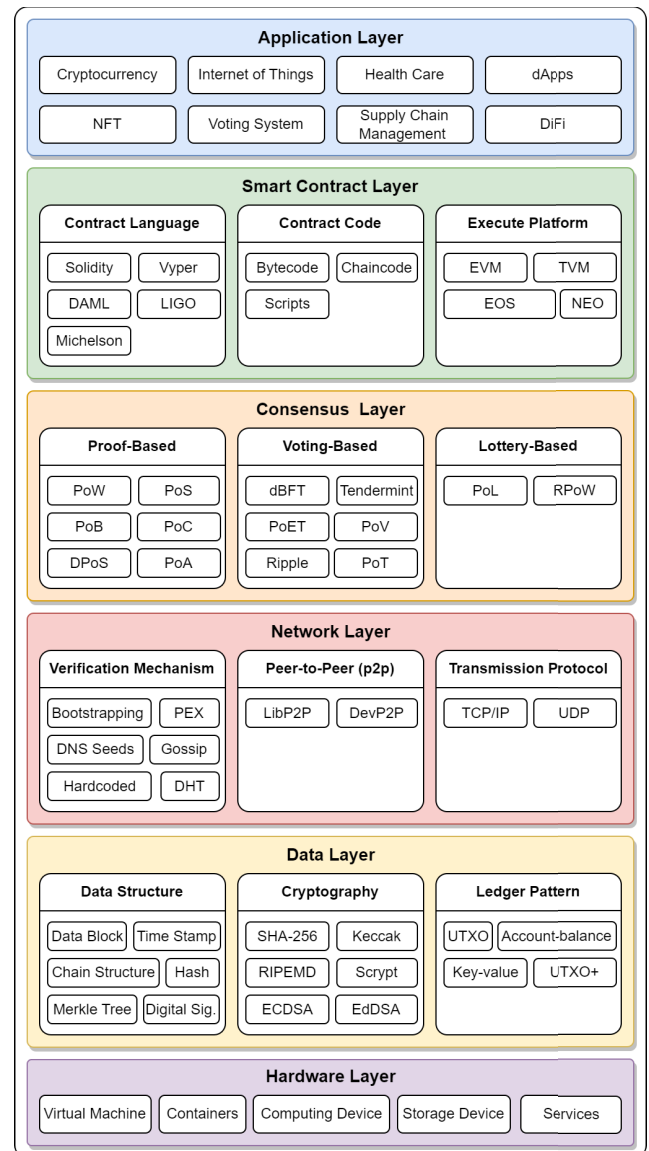 Application Layer
Cryptocurrency
Internet of Things
Health Care
dApps
NFT
Voting System
Supply Chain
Management
DiFi
Smart Contract Layer
Contract Language
Solidity
Vyper
DAML
LIGO
Michelson
Contract Code
Bytecode
Chaincode
Scripts
Execute Platform
EVM
TVM
EOS
NEO
Consensus Layer
Proof-Based
PoW
PoS
PoB
PoC
DPoS
PoA
Voting-Based
dBFT
Tendermint
PoET
PoV
Ripple
PoT
Lottery-Based
PoL
RPoW
Network Layer
Verification Mechanism
Bootstrapping
PEX
DNS Seeds
Gossip
Hardcoded
DHT
Peer-to-Peer (p2p)
LibP2P
DevP2P
Transmission Protocol
TCP/IP
UDP
Data Layer
Data Structure
Data Block
Time Stamp
Chain Structure
Hash
Merkle Tree
Digital Sig.
Cryptography
SHA-256
Keccak
RIPEMD
Scrypt
ECDSA
EdDSA
Ledger Pattern
UTXO
Account-balance
Key-value
UTXO+
Hardware Layer
Virtual Machine
Containers
Computing Device
Storage Device
Services